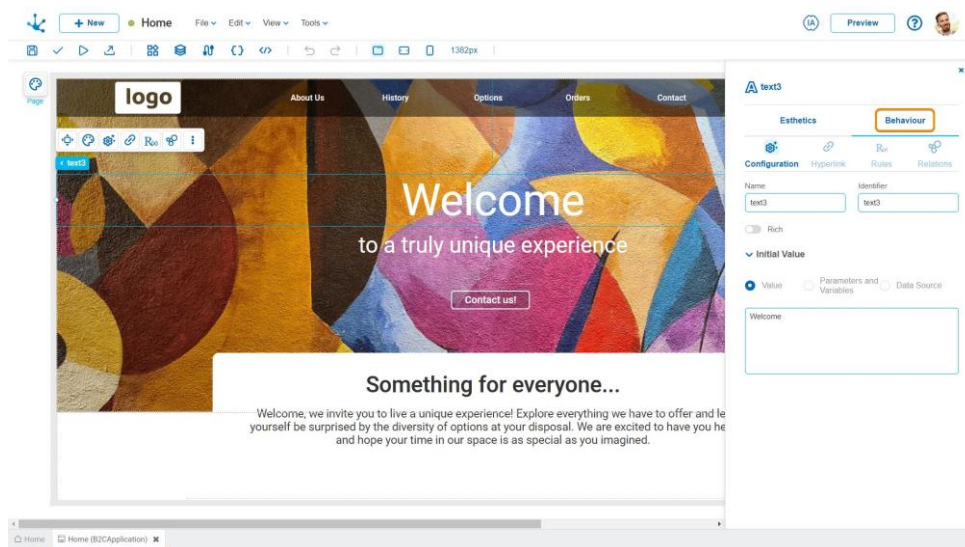 + New
Home
File
Edit
View
Tools
IA
Preview
?
1382px
Page
logo
About Us
History
Options
Orders
Contact
< text3
Welcome
to a truly unique experience
Contact us!
Something for everyone...
Welcome, we invite you to live a unique experience! Explore everything we have to offer and le
yourself be surprised by the diversity of options at your disposal. We are excited to have you he
and hope your time in our space is as special as you imagined.
A text3
Esthetics
Behaviour
Configuration
Hyperlink
Rules
Relations
Name
Identifier
text3
text3
Rich
Initial Value
Value
Parameters and
Variables
Data Source
Welcome
Home
Home (B2CApplication)